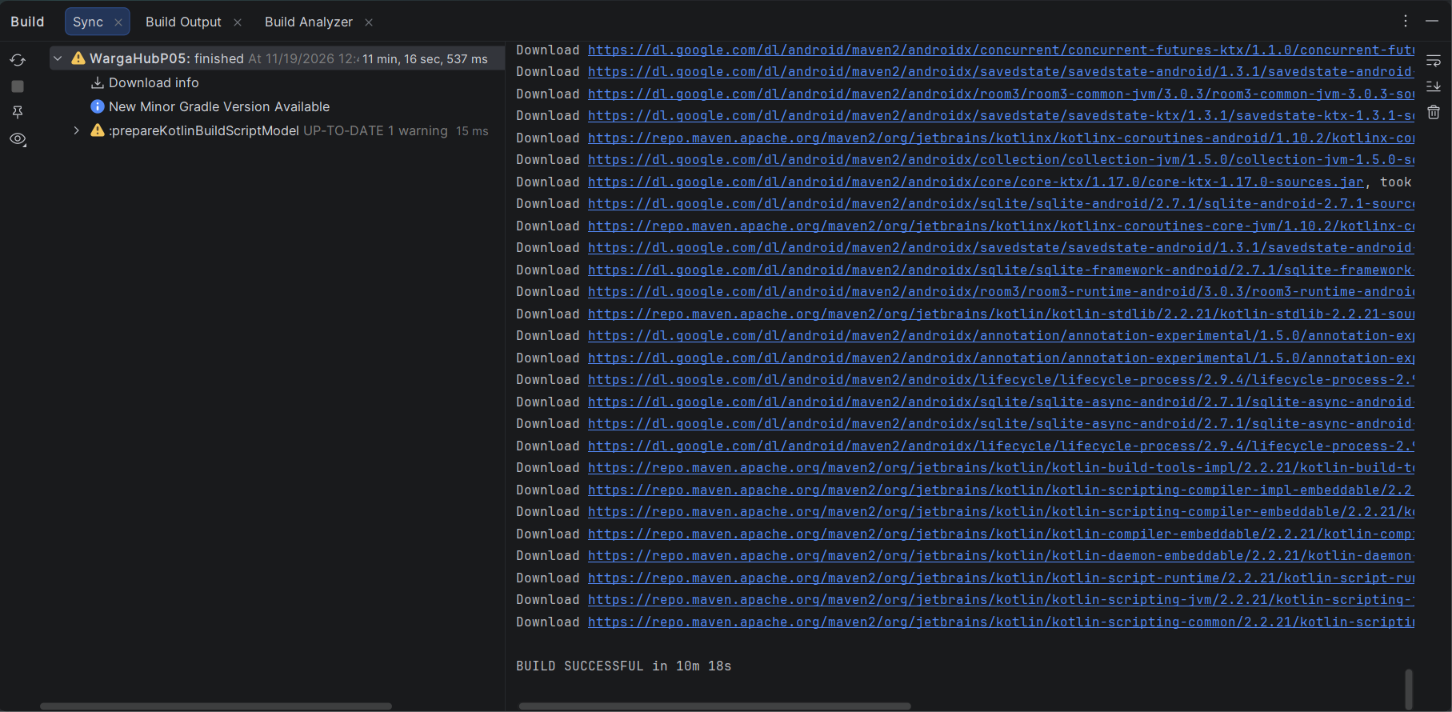 Build Sync Build Output Build Analyzer
WargaHubP05: finished At 11/19/2026 12: 11 min, 16 sec, 537 ms
Download info
New Minor Gradle Version Available
:prepareKotlinBuildScriptModel UP-TO-DATE 1 warning 15 ms
Download https://dl.google.com/dl/android/maven2/androidx/concurrent/concurrent-futures-ktx/1.1.0/concurrent-futu
Download https://dl.google.com/dl/android/maven2/androidx/savedstate/savedstate-android/1.3.1/savedstate-android-
Download https://dl.google.com/dl/android/maven2/androidx/room3/room3-common-jvm/3.0.3/room3-common-jvm-3.0.3-sou
Download https://dl.google.com/dl/android/maven2/androidx/savedstate/savedstate-ktx/1.3.1/savedstate-ktx-1.3.1-s
Download https://repo.maven.apache.org/maven2/org/jetbrains/kotlinx/kotlinx-coroutines-android/1.10.2/kotlinx-co
Download https://dl.google.com/dl/android/maven2/androidx/collection/collection-jvm/1.5.0/collection-jvm-1.5.0-s
Download https://dl.google.com/dl/android/maven2/androidx/core/core-ktx/1.17.0/core-ktx-1.17.0-sources.jar, took
Download https://dl.google.com/dl/android/maven2/androidx/sqlite/sqlite-android/2.7.1/sqlite-android-2.7.1-sourc
Download https://repo.maven.apache.org/maven2/org/jetbrains/kotlinx/kotlinx-coroutines-core-jvm/1.10.2/kotlinx-c
Download https://dl.google.com/dl/android/maven2/androidx/savedstate/savedstate-android/1.3.1/savedstate-android-
Download https://dl.google.com/dl/android/maven2/androidx/sqlite/sqlite-framework-android/2.7.1/sqlite-framework
Download https://dl.google.com/dl/android/maven2/androidx/room3/room3-runtime-android/3.0.3/room3-runtime-androi
Download https://repo.maven.apache.org/maven2/org/jetbrains/kotlin/kotlin-stdlib/2.2.21/kotlin-stdlib-2.2.21-sou
Download https://dl.google.com/dl/android/maven2/androidx/annotation/annotation-experimental/1.5.0/annotation-exp
Download https://dl.google.com/dl/android/maven2/androidx/annotation/annotation-experimental/1.5.0/annotation-exp
Download https://dl.google.com/dl/android/maven2/androidx/lifecycle/lifecycle-process/2.9.4/lifecycle-process-2.9
Download https://dl.google.com/dl/android/maven2/androidx/sqlite/sqlite-async-android/2.7.1/sqlite-async-android-
Download https://dl.google.com/dl/android/maven2/androidx/sqlite/sqlite-async-android/2.7.1/sqlite-async-android-
Download https://dl.google.com/dl/android/maven2/androidx/lifecycle/lifecycle-process/2.9.4/lifecycle-process-2.9
Download https://repo.maven.apache.org/maven2/org/jetbrains/kotlin/kotlin-build-tools-impl/2.2.21/kotlin-build-to
Download https://repo.maven.apache.org/maven2/org/jetbrains/kotlin/kotlin-scripting-compiler-impl-embeddable/2.2
Download https://repo.maven.apache.org/maven2/org/jetbrains/kotlin/kotlin-scripting-compiler-embeddable/2.2.21/ko
Download https://repo.maven.apache.org/maven2/org/jetbrains/kotlin/kotlin-compiler-embeddable/2.2.21/kotlin-comp
Download https://repo.maven.apache.org/maven2/org/jetbrains/kotlin/kotlin-daemon-embeddable/2.2.21/kotlin-daemon-
Download https://repo.maven.apache.org/maven2/org/jetbrains/kotlin/kotlin-script-runtime/2.2.21/kotlin-script-run
Download https://repo.maven.apache.org/maven2/org/jetbrains/kotlin/kotlin-scripting-jvm/2.2.21/kotlin-scripting-
Download https://repo.maven.apache.org/maven2/org/jetbrains/kotlin/kotlin-scripting-common/2.2.21/kotlin-scripti
BUILD SUCCESSFUL in 10m 18s